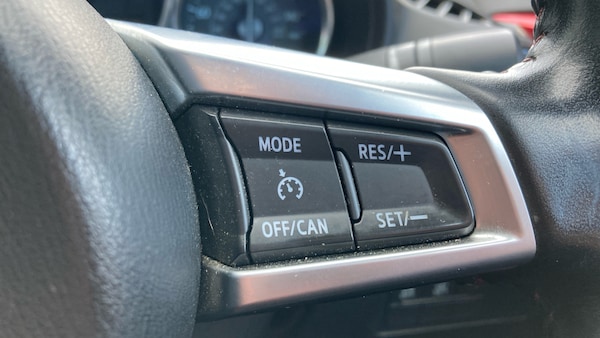 MODE
RES/+
OFF/CAN
SET/—